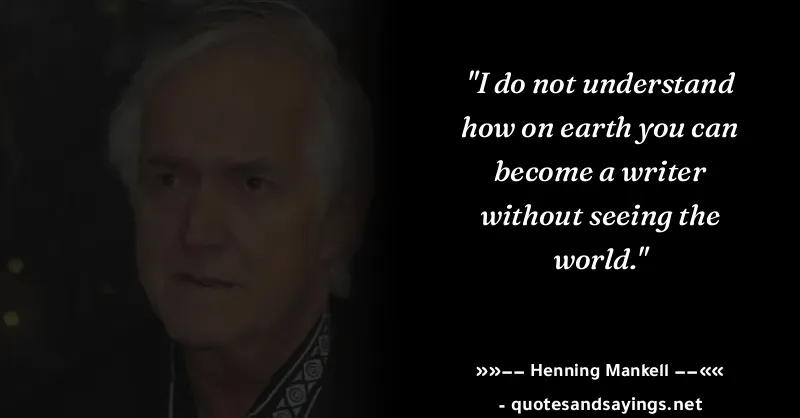 "I do not understand
how on earth you can
become a writer
without seeing the
world."
»»−− Henning Mankell −−««
- quotesandsayings.net